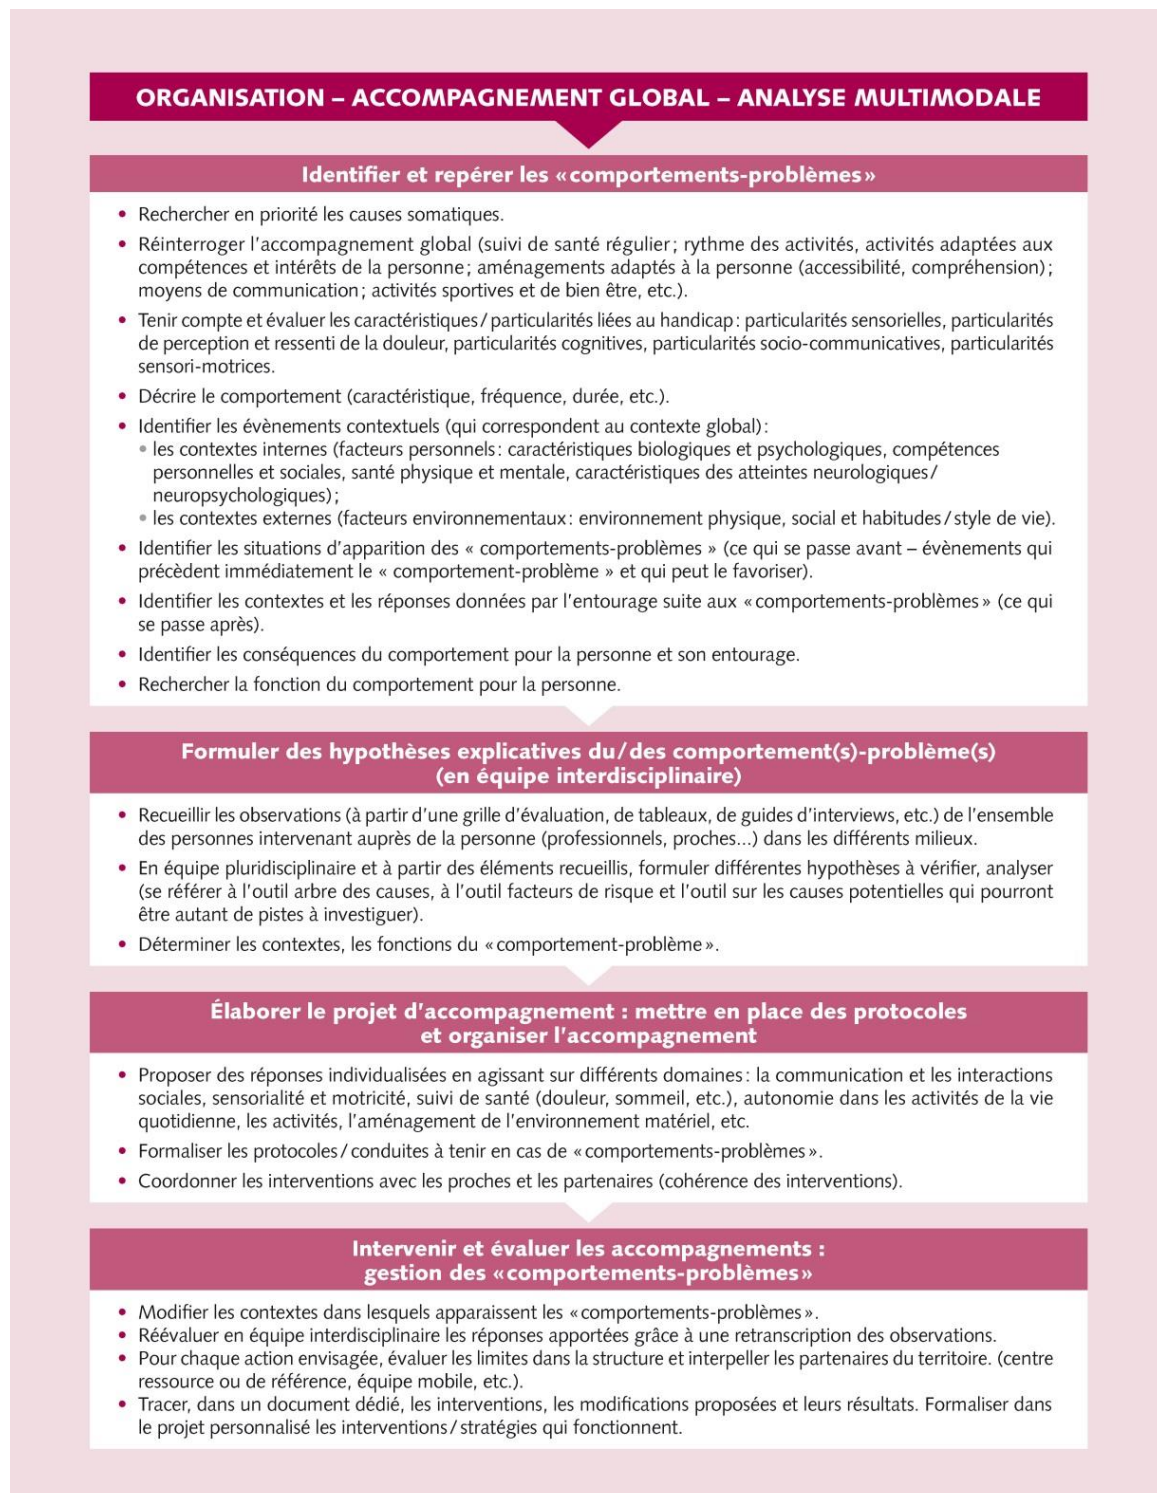 ORGANISATION – ACCOMPAGNEMENT GLOBAL – ANALYSE MULTIMODALE
Identifier et repérer les «comportements-problèmes»
• Rechercher en priorité les causes somatiques.
• Réinterroger l'accompagnement global (suivi de santé régulier; rythme des activités, activités adaptées aux
compétences et intérêts de la personne; aménagements adaptés à la personne (accessibilité, compréhension);
moyens de communication; activités sportives et de bien être, etc.).
• Tenir compte et évaluer les caractéristiques/particularités liées au handicap: particularités sensorielles, particularités
de perception et ressenti de la douleur, particularités cognitives, particularités socio-communicatives, particularités
sensori-motrices.
• Décrire le comportement (caractéristique, fréquence, durée, etc.).
• Identifier les évènements contextuels (qui correspondent au contexte global):
• les contextes internes (facteurs personnels: caractéristiques biologiques et psychologiques, compétences
personnelles et sociales, santé physique et mentale, caractéristiques des atteintes neurologiques/
neuropsychologiques);
• les contextes externes (facteurs environnementaux: environnement physique, social et habitudes/style de vie).
• Identifier les situations d'apparition des « comportements-problèmes » (ce qui se passe avant – évènements qui
précèdent immédiatement le « comportement-problème » et qui peut le favoriser).
• Identifier les contextes et les réponses données par l'entourage suite aux «comportements-problèmes» (ce qui
se passe après).
• Identifier les conséquences du comportement pour la personne et son entourage.
• Rechercher la fonction du comportement pour la personne.
Formuler des hypothèses explicatives du/des comportement(s)-problème(s)
(en équipe interdisciplinaire)
• Recueillir les observations (à partir d'une grille d'évaluation, de tableaux, de guides d'interviews, etc.) de l'ensemble
des personnes intervenant auprès de la personne (professionnels, proches...) dans les différents milieux.
• En équipe pluridisciplinaire et à partir des éléments recueillis, formuler différentes hypothèses à vérifier, analyser
(se référer à l'outil arbre des causes, à l'outil facteurs de risque et l'outil sur les causes potentielles qui pourront
être autant de pistes à investiguer).
• Déterminer les contextes, les fonctions du «comportement-problème».
Élaborer le projet d'accompagnement : mettre en place des protocoles
et organiser l'accompagnement
• Proposer des réponses individualisées en agissant sur différents domaines: la communication et les interactions
sociales, sensorialité et motricité, suivi de santé (douleur, sommeil, etc.), autonomie dans les activités de la vie
quotidienne, les activités, l'aménagement de l'environnement matériel, etc.
• Formaliser les protocoles/conduites à tenir en cas de «comportements-problèmes».
• Coordonner les interventions avec les proches et les partenaires (cohérence des interventions).
Intervenir et évaluer les accompagnements :
gestion des «comportements-problèmes»
• Modifier les contextes dans lesquels apparaissent les «comportements-problèmes».
• Réévaluer en équipe interdisciplinaire les réponses apportées grâce à une retranscription des observations.
• Pour chaque action envisagée, évaluer les limites dans la structure et interpeller les partenaires du territoire. (centre
ressource ou de référence, équipe mobile, etc.).
• Tracer, dans un document dédié, les interventions, les modifications proposées et leurs résultats. Formaliser dans
le projet personnalisé les interventions/stratégies qui fonctionnent.